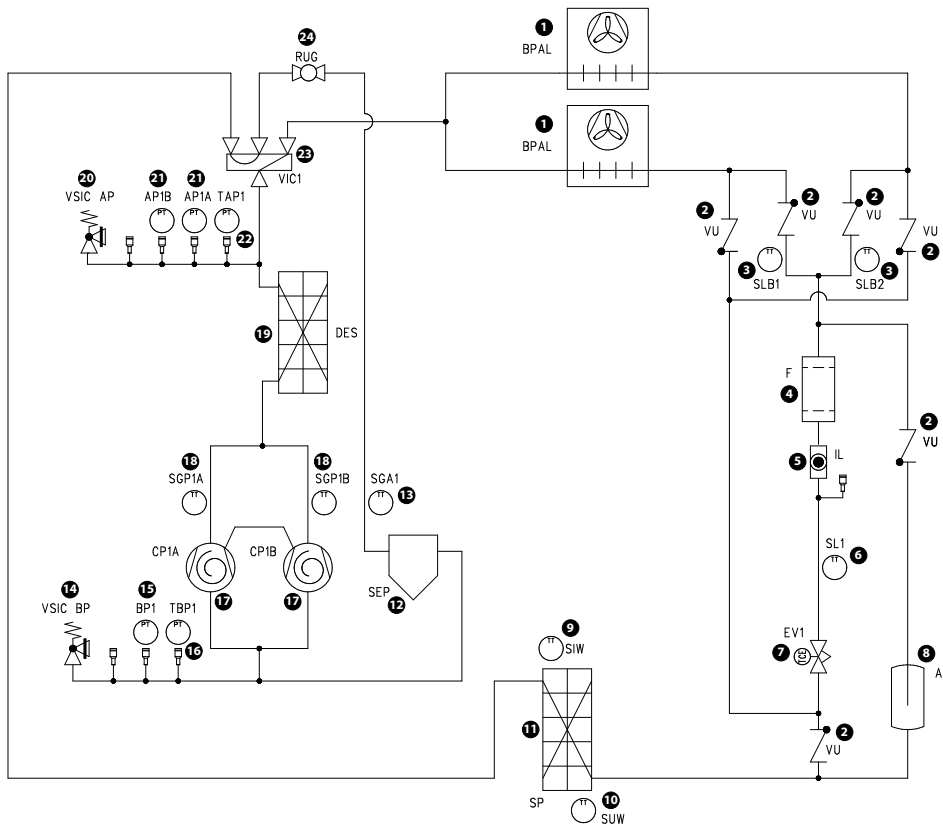 24
RUG
1
BPAL
1
BPAL
23
VIC1
20
VSIC AP
21
AP1B
PT
21
AP1A
PT
TAP1
PT
22
2
VU
2
VU
2
VU
VU
2
TT
3
SLB1
TT
3
SLB2
19
DES
F
4
2
VU
5
IL
18
SGP1A
TT
18
SGP1B
TT
SGA1
TT
13
CP1A
CP1B
17
17
SEP
12
SL1
TT
6
14
VSIC BP
15
BP1
PT
TBP1
PT
16
9
TT
SIW
EV1
7
TCE
8
A
11
2
VU
SP
TT
10
SUW